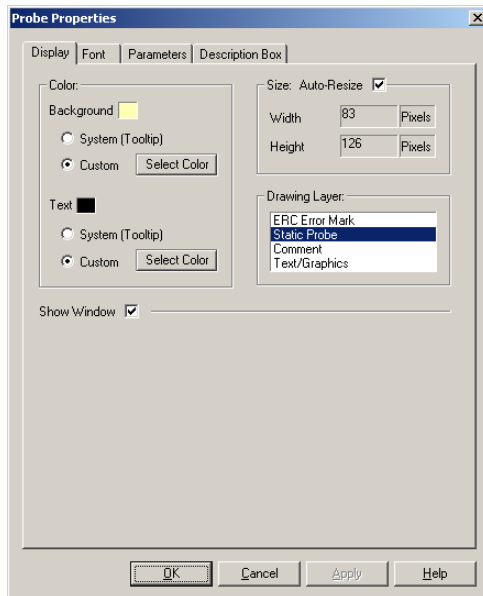 Probe Properties
Display Font Parameters Description Box
Color:
Background
System (Tooltip)
Custom Select Color
Text
System (Tooltip)
Custom Select Color
Size: Auto-Resize
Width 83 Pixels
Height 126 Pixels
Drawing Layer:
ERC Error Mark
Static Probe
Comment
Text/Graphics
Show Window
OK Cancel Apply Help